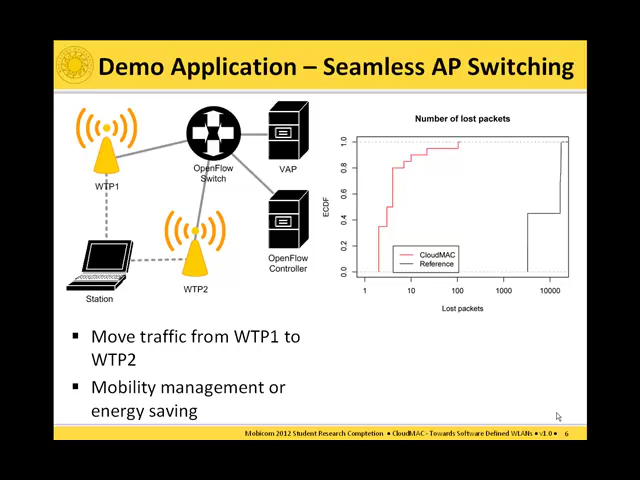 Demo Application – Seamless AP Switching
WTP1
OpenFlow
Switch
VAP
WTP2
OpenFlow
Controller
Station
Number of lost packets
ECDF
1.0
0.8
0.6
0.4
0.2
0.0
CloudMAC
Reference
1
10
100
1000
10000
Lost packets
▪ Move traffic from WTP1 to
WTP2
▪ Mobility management or
energy saving
Mobicom 2012 Student Research Comptetion ● CloudMAC - Towards Software Defined WLANs ● v1.0 ● 6